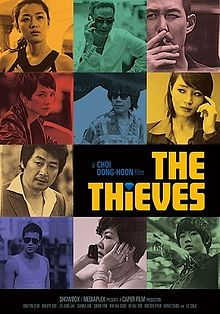 a CHOI
DONG-HOON film
THE
THIEVES
SHOWBOX / MEDIAPLEX presents A CAPER FILM production